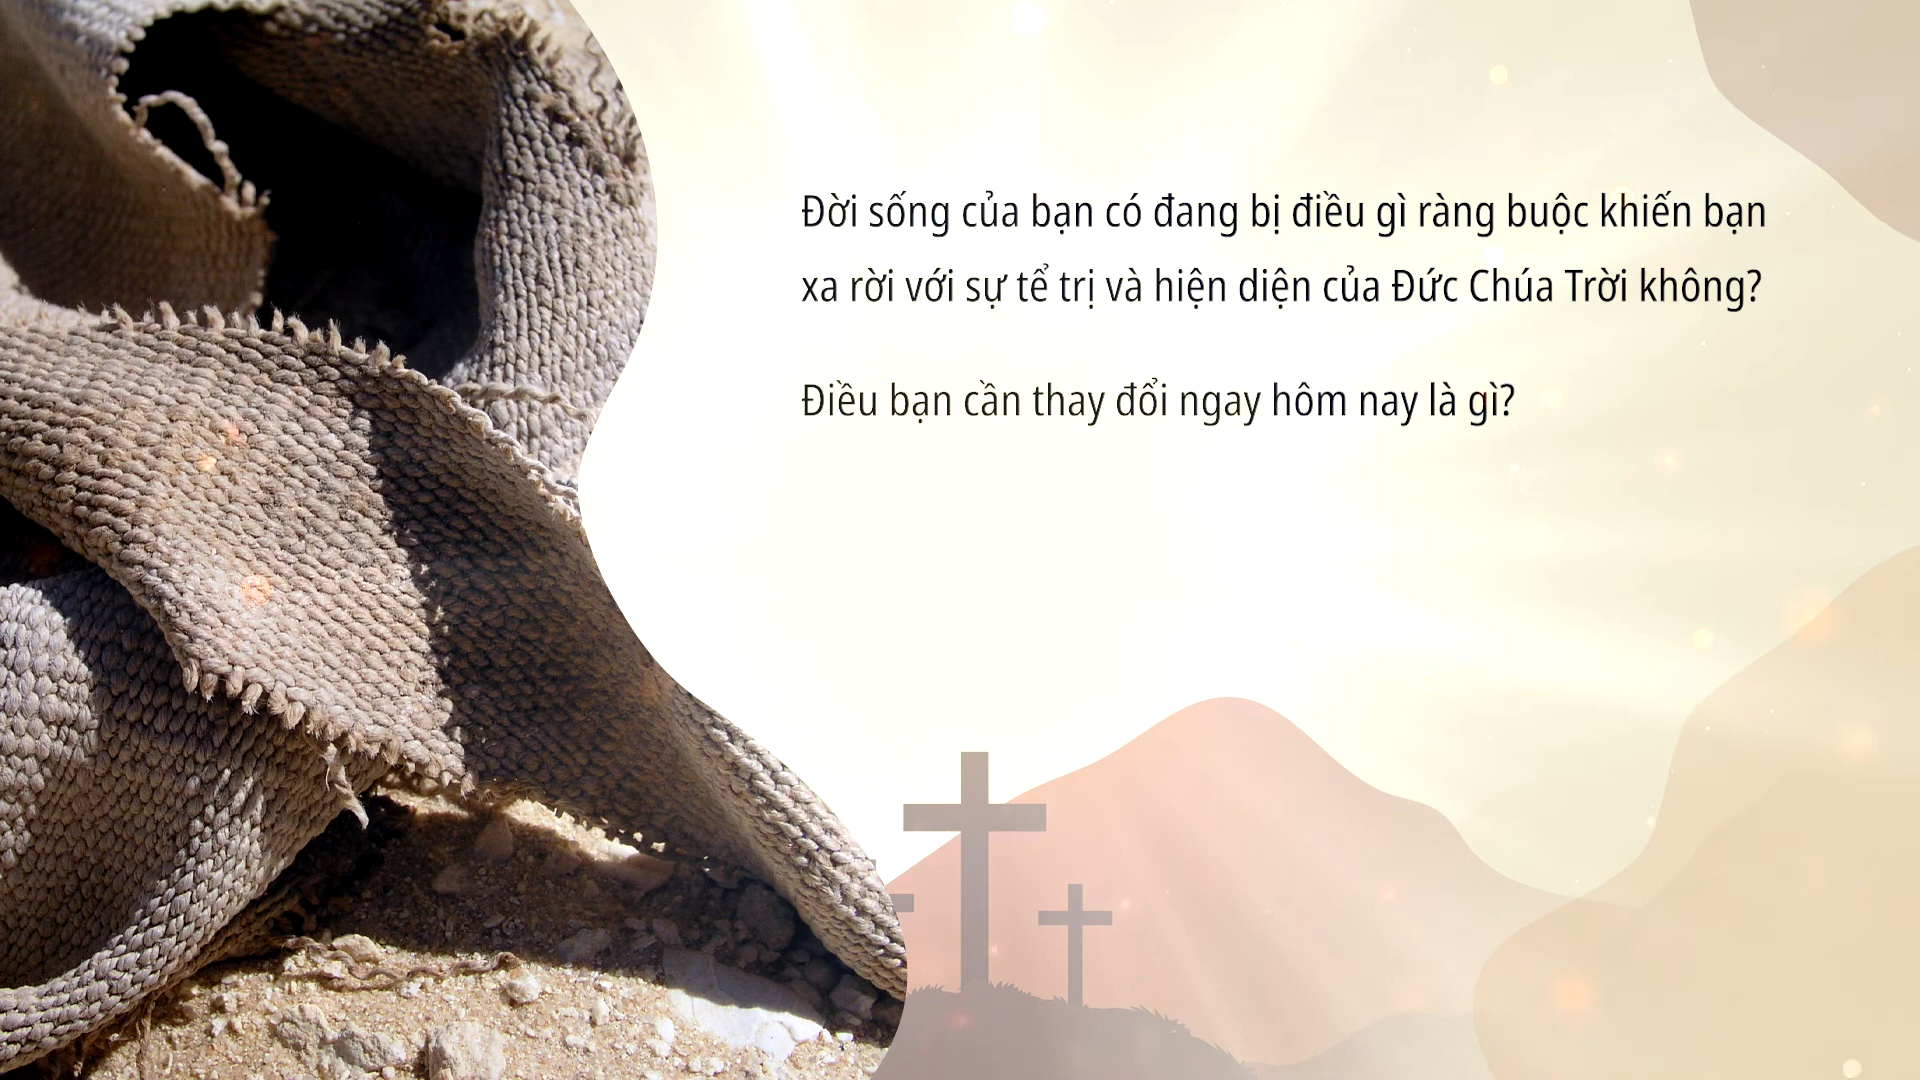 Đời sống của bạn có đang bị điều gì ràng buộc khiến bạn
xa rời với sự tể trị và hiện diện của Đức Chúa Trời không?
Điều bạn cần thay đổi ngay hôm nay là gì?